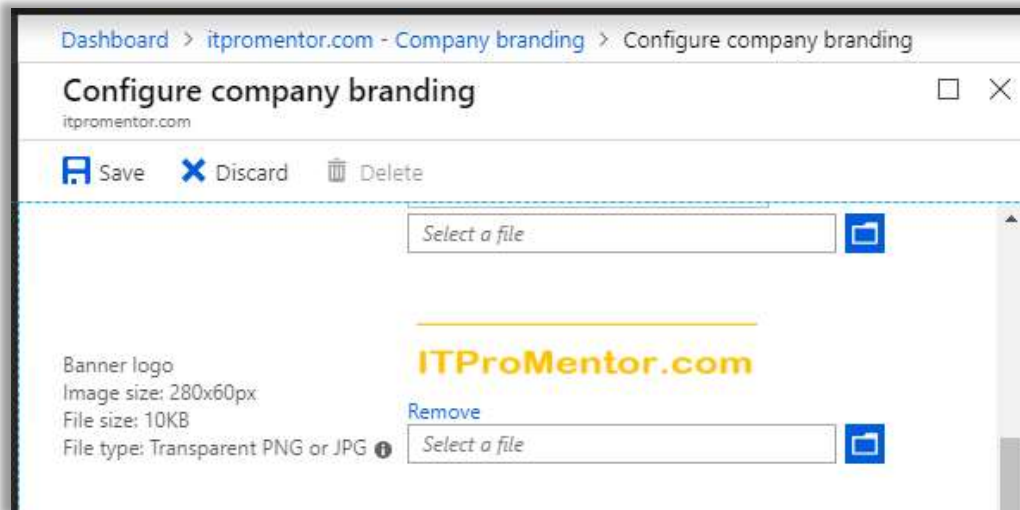 Dashboard > itpromentor.com - Company branding > Configure company branding
Configure company branding
itpromentor.com
Save Discard Delete
Select a file
ITProMentor.com
Banner logo
Image size: 280x60px
File size: 10KB
File type: Transparent PNG or JPG
Remove
Select a file